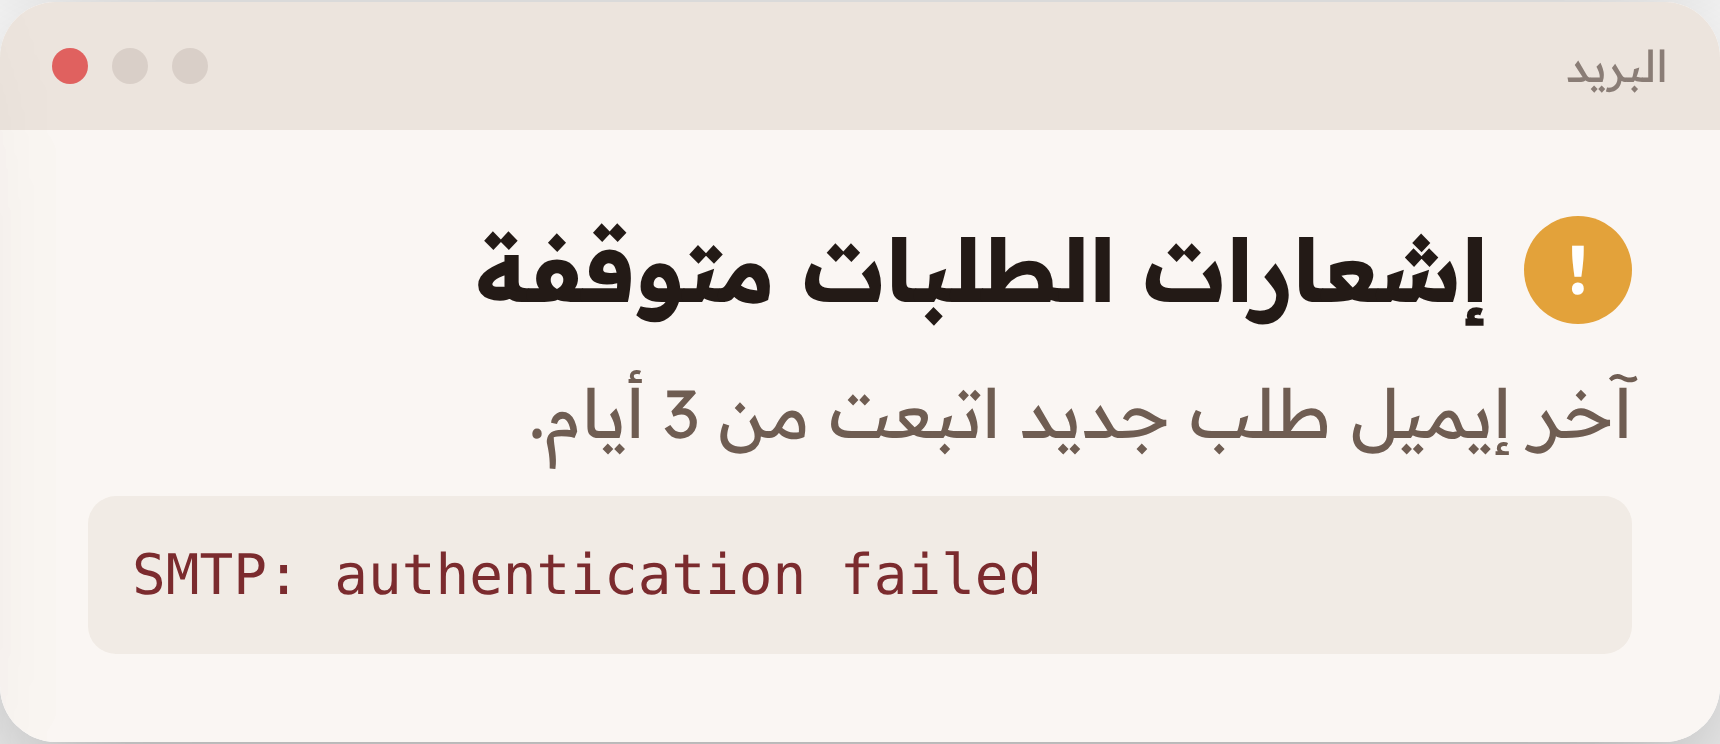 البريد
! إشعارات الطلبات متوقفة
آخر إيميل طلب جديد اتبعت من 3 أيام.
SMTP: authentication failed